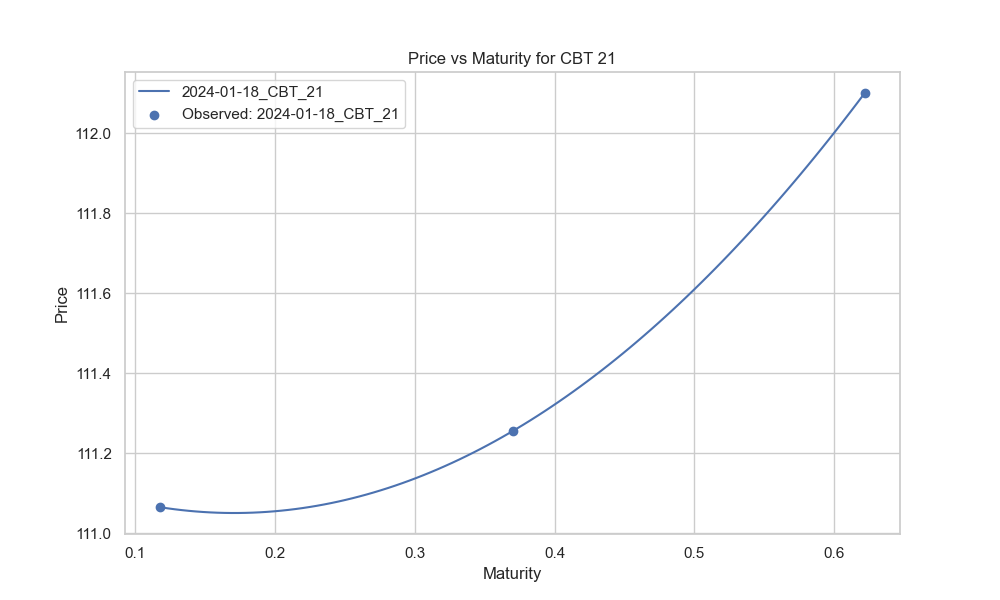 Price vs Maturity for CBT 21
2024-01-18_CBT_21
Observed: 2024-01-18_CBT_21
Price
112.0
111.8
111.6
111.4
111.2
111.0
0.1
0.2
0.3
0.4
0.5
0.6
Maturity